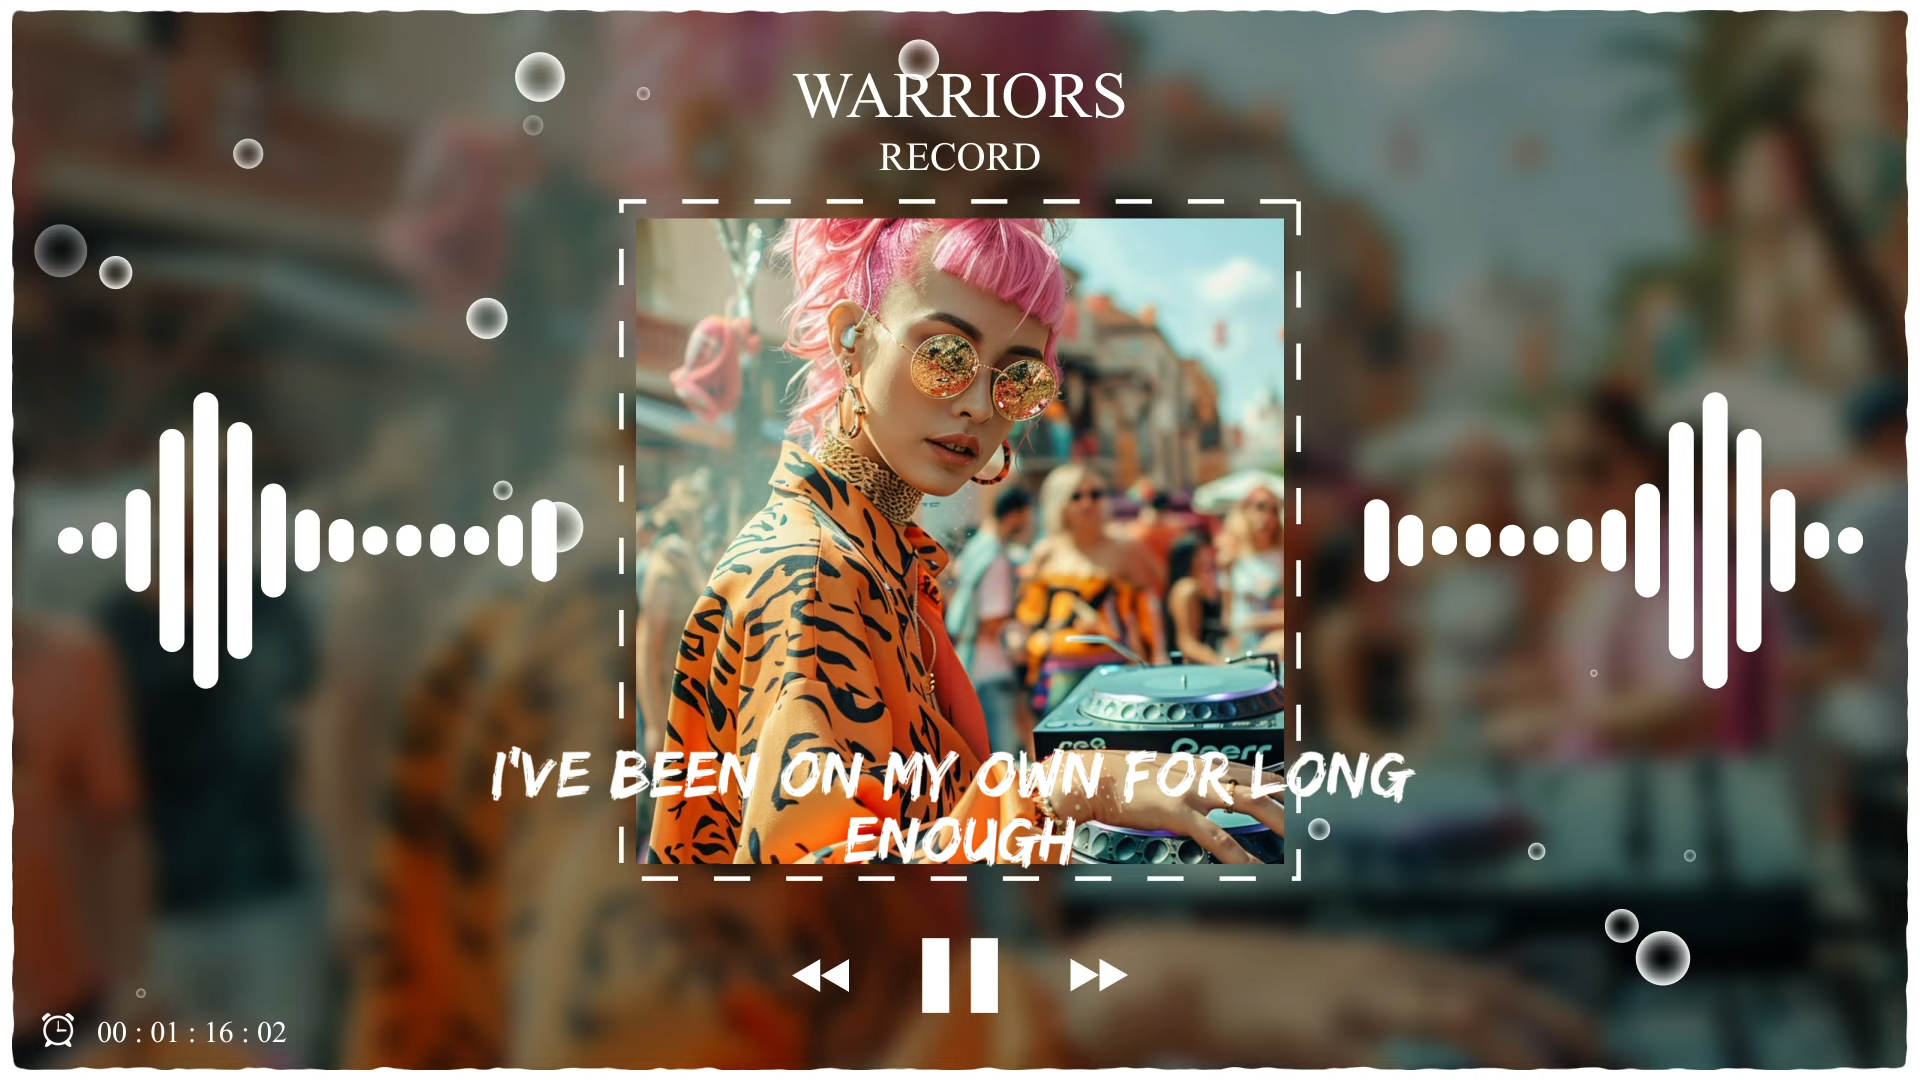 WARRIORS
RECORD
I'VE BEEN ON MY OWN FOR LONG
ENOUGH
00 : 01 : 16 : 02